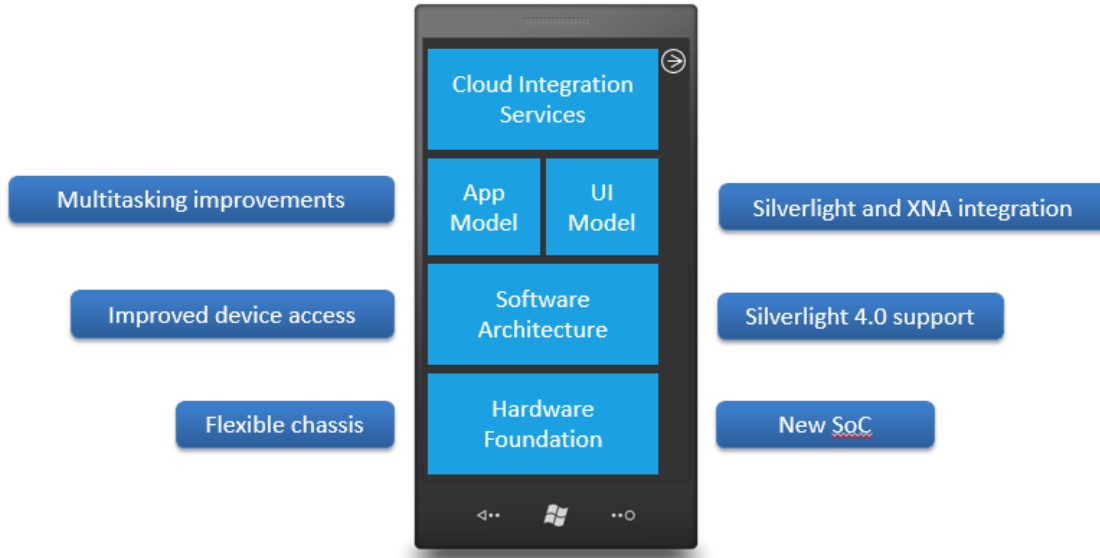 Cloud Integration
Services
Multitasking improvements
App
Model
UI
Model
Silverlight and XNA integration
Improved device access
Software
Architecture
Silverlight 4.0 support
Flexible chassis
Hardware
Foundation
New SoC